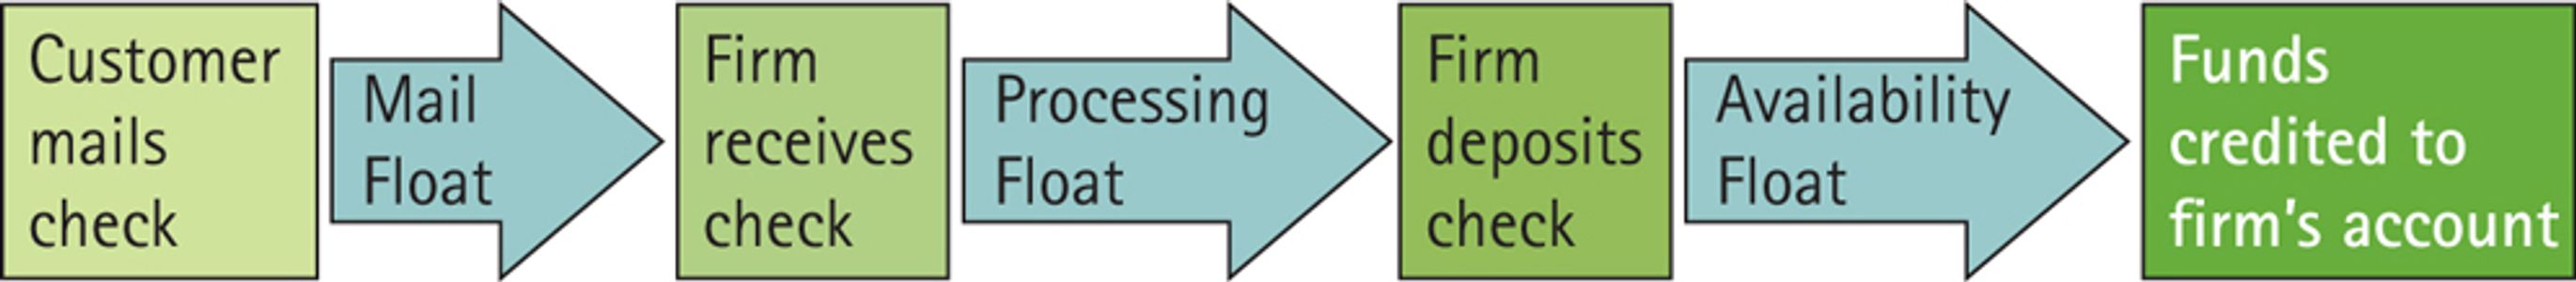 Customer
mails
check
Mail
Float
Firm
receives
check
Processing
Float
Firm
deposits
check
Availability
Float
Funds
credited to
firm's account